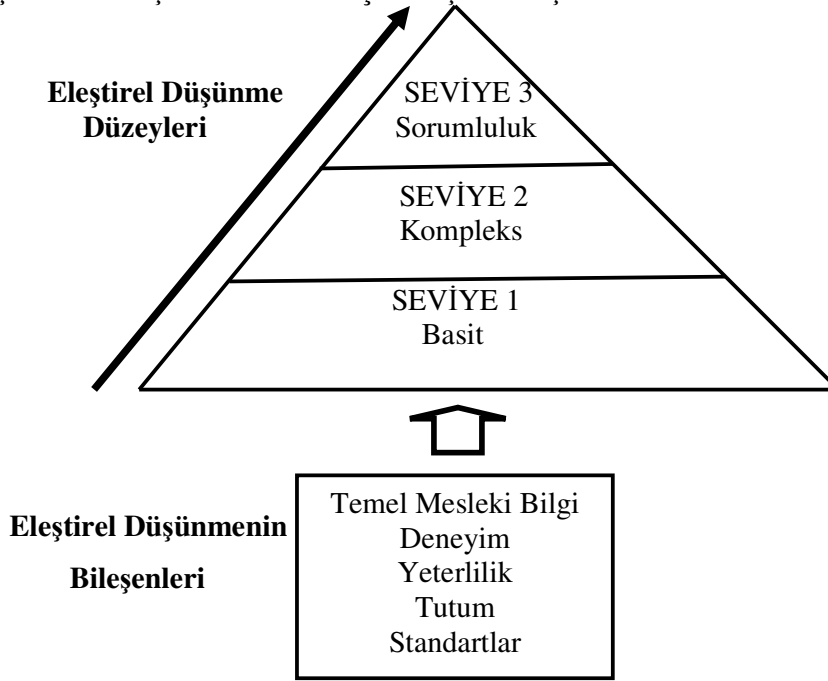 Eleştirel Düşünme
Düzeyleri
SEVİYE 3
Sorumluluk
SEVİYE 2
Kompleks
SEVİYE 1
Basit
Eleştirel Düşünmenin
Bileşenleri
Temel Mesleki Bilgi
Deneyim
Yeterlilik
Tutum
Standartlar